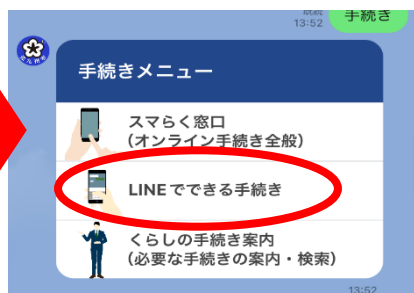 既読
13:52
手続き
手続きメニュー
スマらく窓口
(オンライン手続き全般)
LINEでできる手続き
くらしの手続き案内
(必要な手続きの案内・検索)
13:52